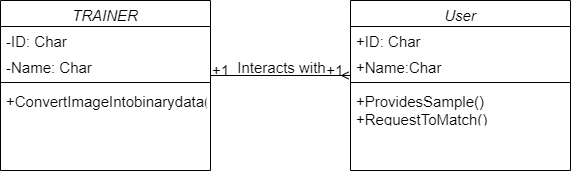 TRAINER
-ID: Char
-Name: Char
+ConvertImageIntobinarydata(
+1 Interacts with +1
User
+ID: Char
+Name:Char
+ProvidesSample()
+RequestToMatch()